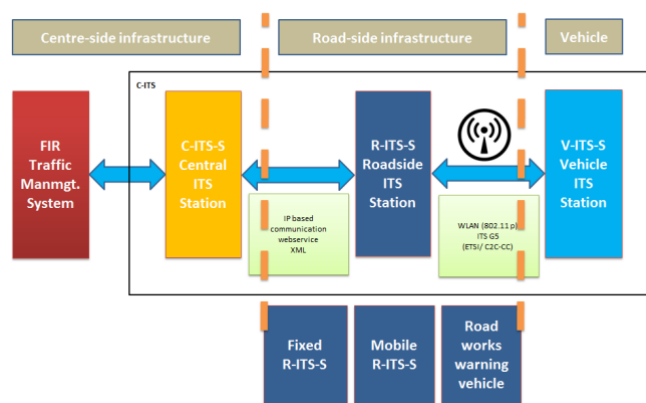 Centre-side infrastructure
Road-side infrastructure
Vehicle
C-ITS
FIR
Traffic
Manmgt.
System
C-ITS-S
Central
ITS
Station
R-ITS-S
Roadside
ITS
Station
V-ITS-S
Vehicle
ITS
Station
IP based
communication
webservice
XML
WLAN (802.11p)
ITS G5
(ETSI/ C2C-CC)
Fixed
R-ITS-S
Mobile
R-ITS-S
Road
works
warning
vehicle